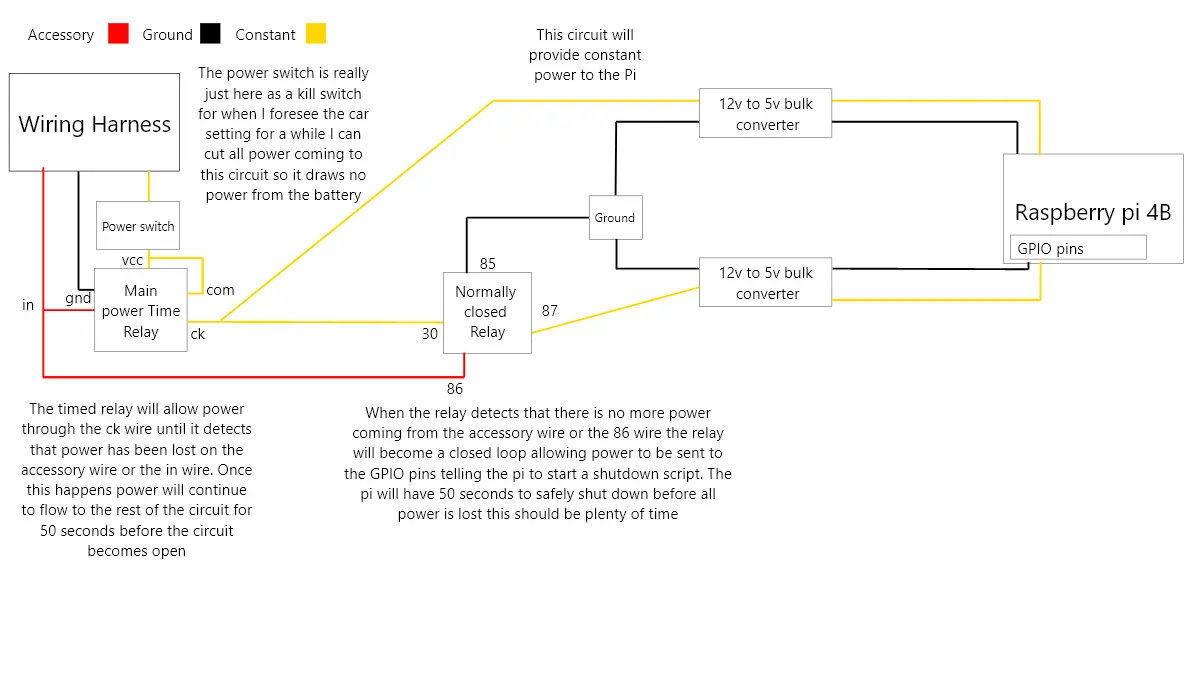 Accessory
Ground
Constant
This circuit will
provide constant
power to the Pi
The power switch is really
just here as a kill switch
for when I foresee the car
setting for a while I can
cut all power coming to
this circuit so it draws no
power from the battery
Wiring Harness
12v to 5v bulk
converter
Raspberry pi 4B
GPIO pins
Power switch
Ground
vcc
com
in
gnd
Main
power Time
Relay
ck
85
Normally
closed
Relay
87
30
86
12v to 5v bulk
converter
The timed relay will allow power
through the ck wire until it detects
that power has been lost on the
accessory wire or the in wire. Once
this happens power will continue
to flow to the rest of the circuit for
50 seconds before the circuit
becomes open
When the relay detects that there is no more power
coming from the accessory wire or the 86 wire the relay
will become a closed loop allowing power to be sent to
the GPIO pins telling the pi to start a shutdown script. The
pi will have 50 seconds to safely shut down before all
power is lost this should be plenty of time